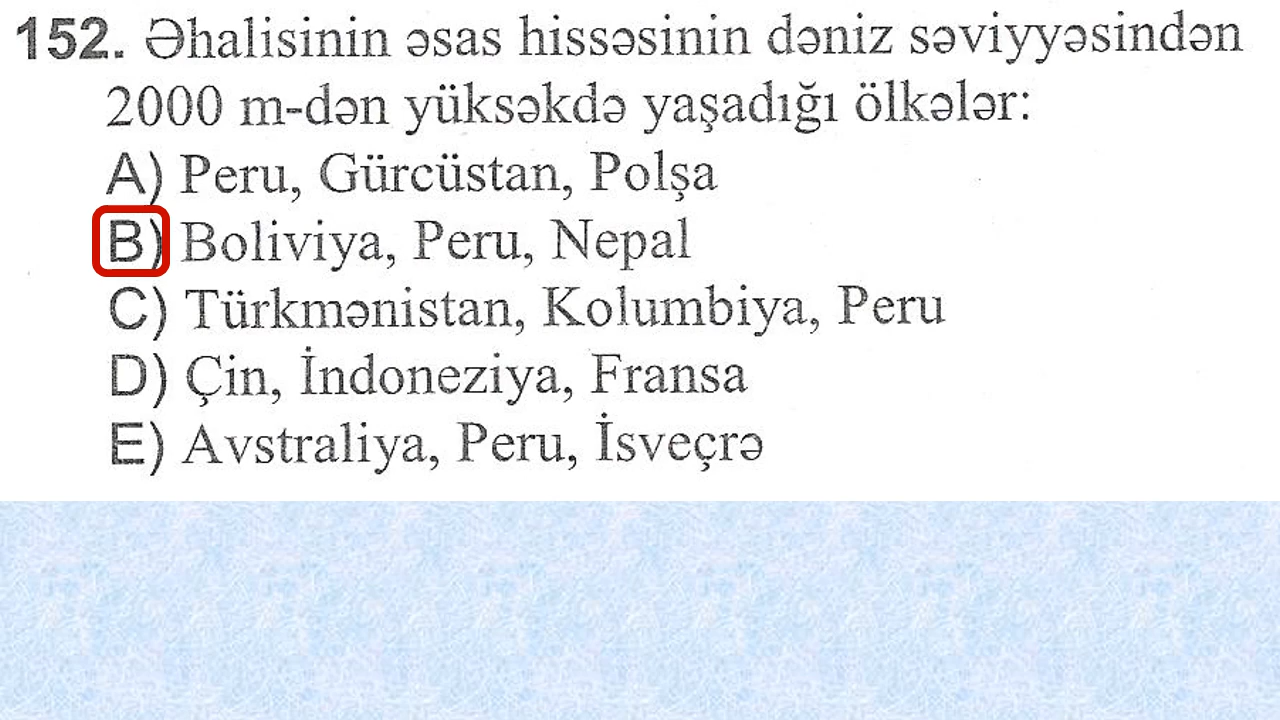 152. Əhalisinin əsas hissəsinin dəniz səviyyəsindən
2000 m-dən yüksəkdə yaşadığı ölkələr:
A) Peru, Gürcüstan, Polşa
B) Boliviya, Peru, Nepal
C) Türkmənistan, Kolumbiya, Peru
D) Çin, İndoneziya, Fransa
E) Avstraliya, Peru, İsveçrə